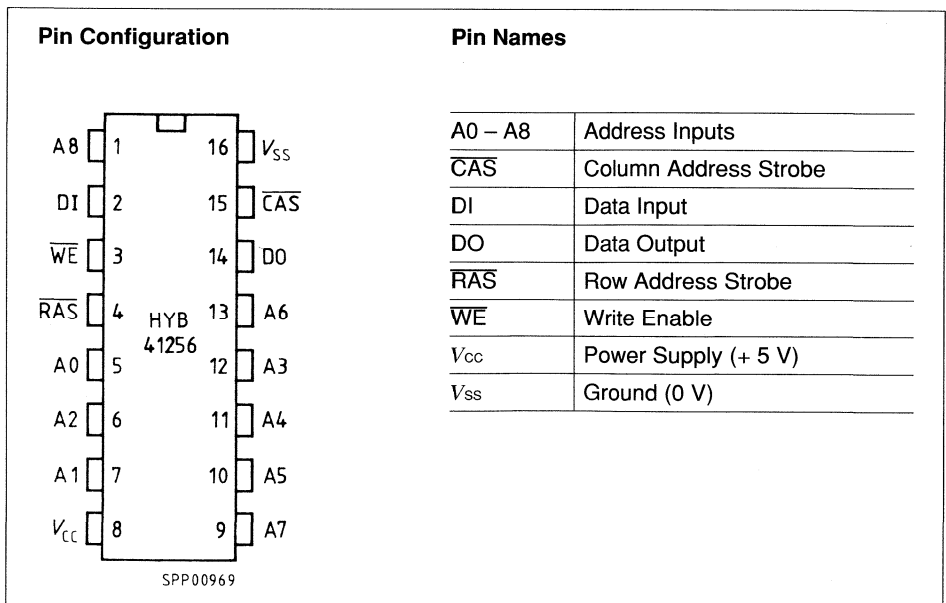 Pin Configuration
Pin Names
A8 1 16 VSS
DI 2 15 CAS
WE 3 14 DO
RAS 4 13 A6
HYB
41256
A0 5 12 A3
A2 6 11 A4
A1 7 10 A5
VCC 8 9 A7
SPP00969
A0 – A8 Address Inputs
CAS Column Address Strobe
DI Data Input
DO Data Output
RAS Row Address Strobe
WE Write Enable
Vcc Power Supply (+ 5 V)
Vss Ground (0 V)